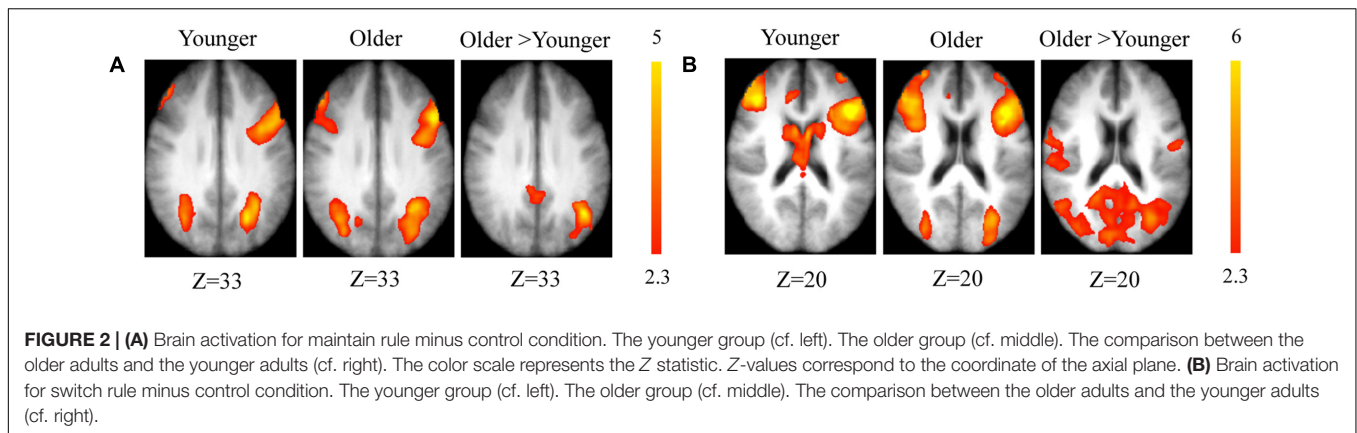 Younger Older Older >Younger 5 Younger Older Older >Younger 6
A B
Z=33 Z=33 Z=33 2.3 Z=20 Z=20 Z=20 2.3
FIGURE 2 | (A) Brain activation for maintain rule minus control condition. The younger group (cf. left). The older group (cf. middle). The comparison between the
older adults and the younger adults (cf. right). The color scale represents the Z statistic. Z-values correspond to the coordinate of the axial plane. (B) Brain activation
for switch rule minus control condition. The younger group (cf. left). The older group (cf. middle). The comparison between the older adults and the younger adults
(cf. right).